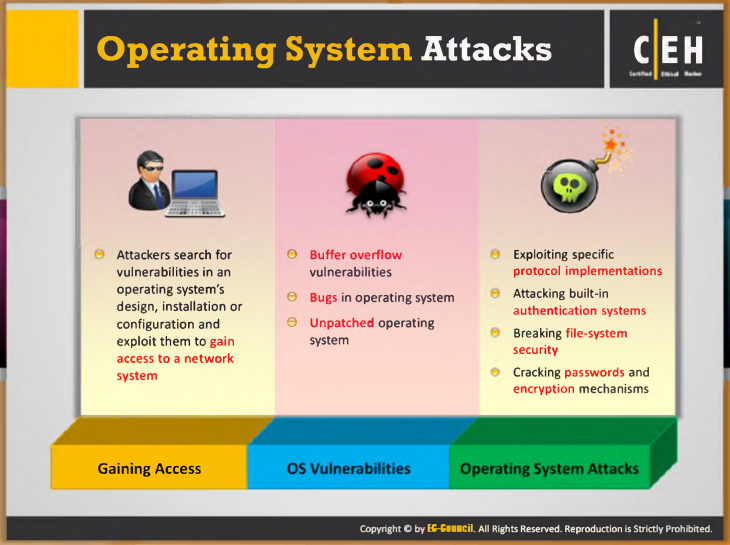 Operating System Attacks
CEH
Certified Ethical Hacker
Attackers search for
vulnerabilities in an
operating system's
design, installation or
configuration and
exploit them to gain
access to a network
system
Buffer overflow
vulnerabilities
Bugs in operating system
Unpatched operating
system
Exploiting specific
protocol implementations
Attacking built-in
authentication systems
Breaking file-system
security
Cracking passwords and
encryption mechanisms
Gaining Access
OS Vulnerabilities
Operating System Attacks
Copyright © by EC-Council. All Rights Reserved. Reproduction is Strictly Prohibited.